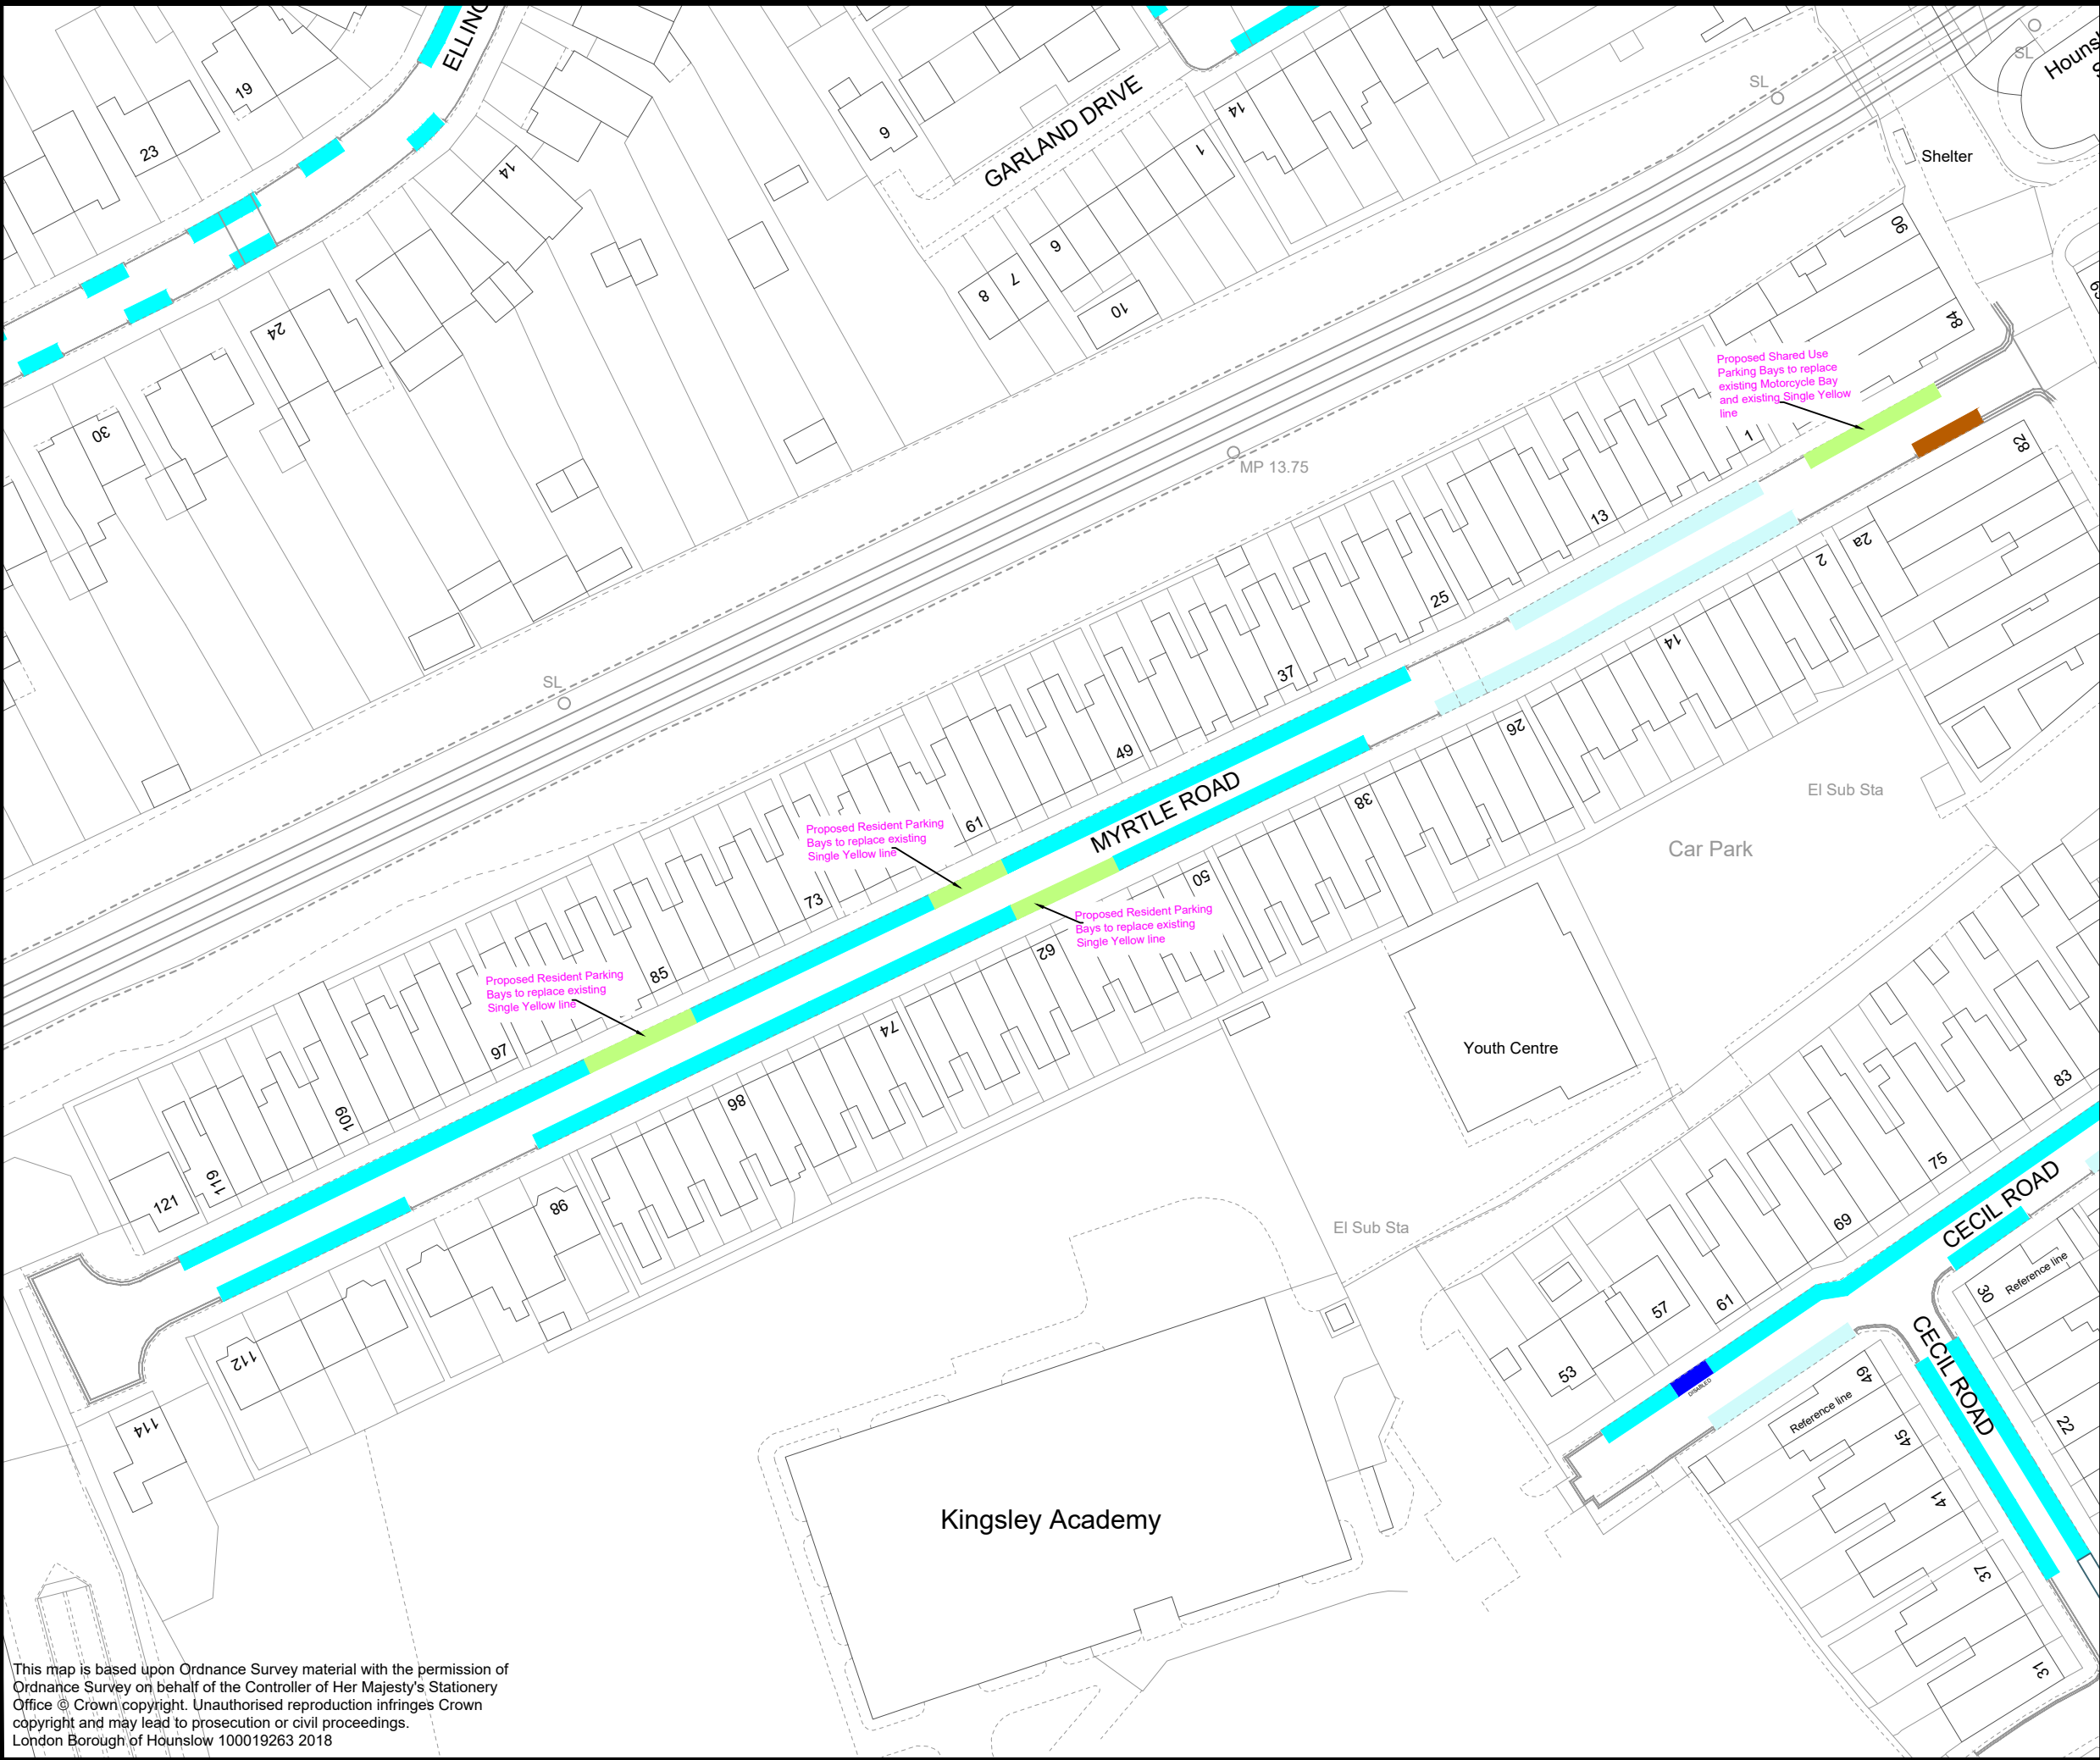 ELLING
19
23
14
24
30
GARLAND DRIVE
9
14
1
6
7
8
10
SL
SL
Houns
Shelter
90
84
69
Proposed Shared Use
Parking Bays to replace
existing Motorcycle Bay
and existing Single Yellow
line
MP 13.75
SL
1
13
25
37
49
61
73
85
97
109
119
121
82
2a
2
14
26
38
50
62
74
86
98
112
114
MYRTLE ROAD
Proposed Resident Parking
Bays to replace existing
Single Yellow line
Proposed Resident Parking
Bays to replace existing
Single Yellow line
Proposed Resident Parking
Bays to replace existing
Single Yellow line
El Sub Sta
Car Park
Youth Centre
El Sub Sta
Kingsley Academy
83
75
69
61
57
53
CECIL ROAD
CECIL ROAD
DISABLED
30
Reference line
22
49
Reference line
45
41
37
31
This map is based upon Ordnance Survey material with the permission of
Ordnance Survey on behalf of the Controller of Her Majesty's Stationery
Office © Crown copyright. Unauthorised reproduction infringes Crown
copyright and may lead to prosecution or civil proceedings.
London Borough of Hounslow 100019263 2018